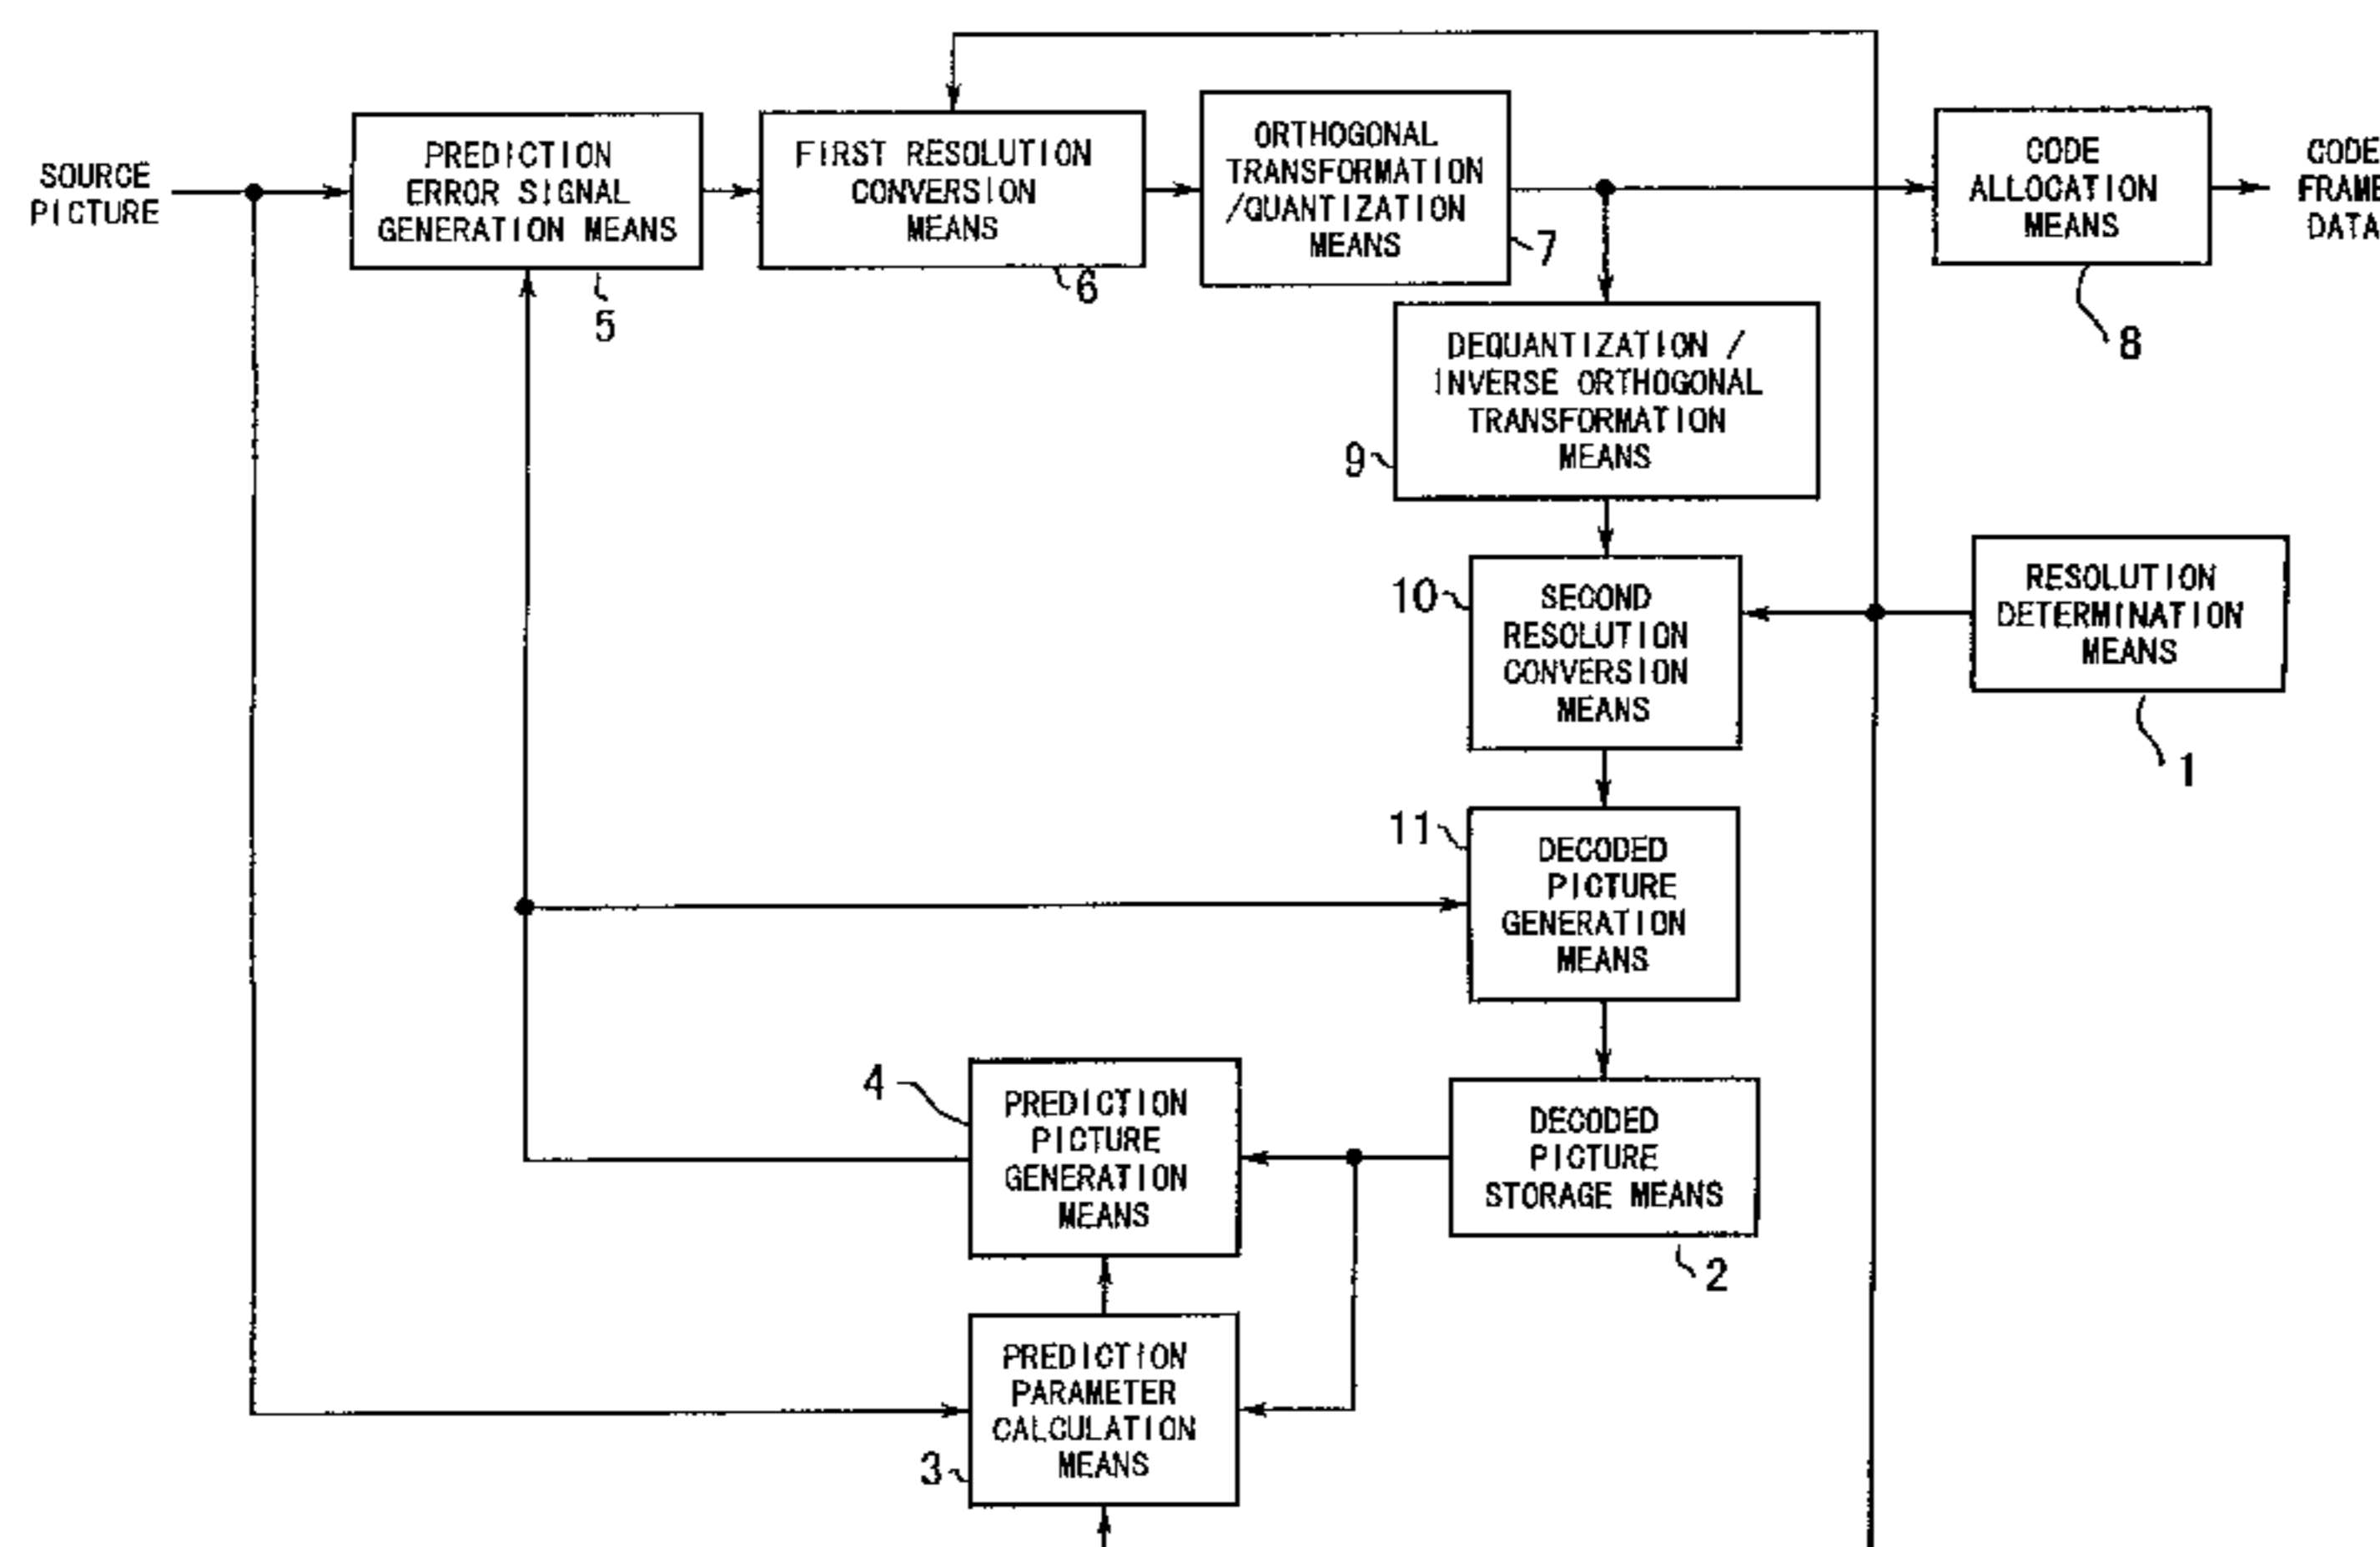 SOURCE
PICTURE
PREDICTION
ERROR SIGNAL
GENERATION MEANS
5
FIRST RESOLUTION
CONVERSION
MEANS
6
ORTHOGONAL
TRANSFORMATION
/QUANTIZATION
MEANS
7
CODE
ALLOCATION
MEANS
8
CODE
FRAME
DATA
DEQUANTIZATION /
INVERSE ORTHOGONAL
TRANSFORMATION
MEANS
9
10
SECOND
RESOLUTION
CONVERSION
MEANS
RESOLUTION
DETERMINATION
MEANS
1
11
DECODED
PICTURE
GENERATION
MEANS
4
PREDICTION
PICTURE
GENERATION
MEANS
DECODED
PICTURE
STORAGE MEANS
2
PREDICTION
PARAMETER
CALCULATION
MEANS
3